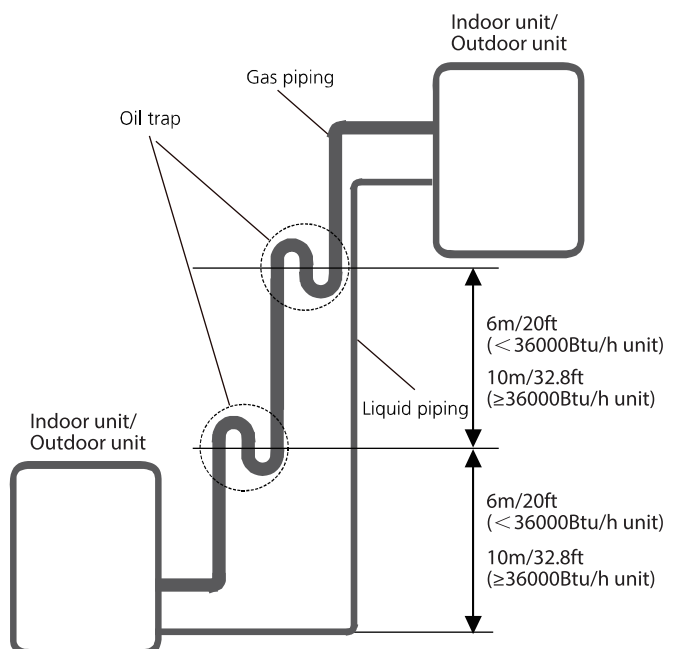 Indoor unit/
Outdoor unit
Gas piping
Oil trap
6m/20ft
(<36000Btu/h unit)
10m/32.8ft
(≥36000Btu/h unit)
Liquid piping
Indoor unit/
Outdoor unit
6m/20ft
(<36000Btu/h unit)
10m/32.8ft
(≥36000Btu/h unit)